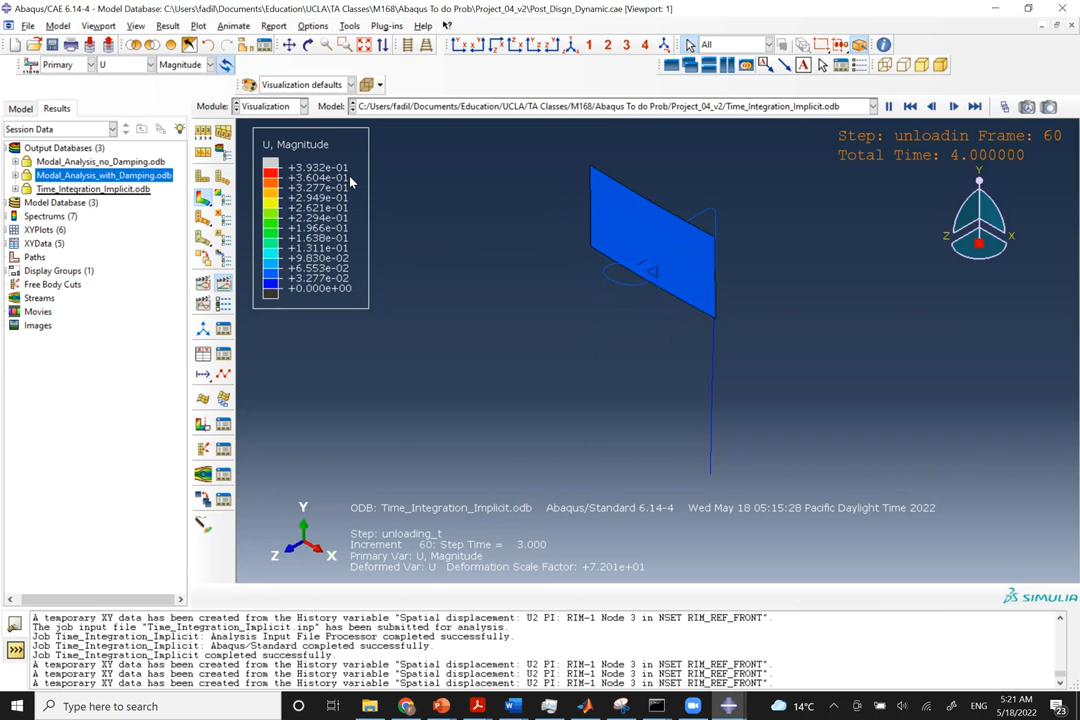 Abaqus/CAE 6.14-4 - Model Database: C:\Users\fadil\Documents\Education\UCLA\TA Classes\M168\Abaqus To do Prob\Project_04_v2\Post_Disgn_Dynamic.cae [Viewport: 1]
File Model Viewport View Result Plot Animate Report Options Tools Plug-ins Help
1 2 3 4 All
Primary U Magnitude
Visualization defaults
Module: Visualization Model: C:/Users/fadil/Documents/Education/UCLA/TA Classes/M168/Abaqus To do Prob/Project_04_v2/Time_Integration_Implicit.odb
Model Results
Session Data
Output Databases (3)
Modal_Analysis_no_Damping.odb
Modal_Analysis_with_Damping.odb
Time_Integration_Implicit.odb
Model Database (3)
Spectrums (7)
XYPlots (6)
XYData (5)
Paths
Display Groups (1)
Free Body Cuts
Streams
Movies
Images
U, Magnitude
+3.932e-01
+3.604e-01
+3.277e-01
+2.949e-01
+2.621e-01
+2.294e-01
+1.966e-01
+1.638e-01
+1.311e-01
+9.830e-02
+6.553e-02
+3.277e-02
+0.000e+00
Step: unloadin Frame: 60
Total Time: 4.000000
Y
Z X
Y
Z X
ODB: Time_Integration_Implicit.odb Abaqus/Standard 6.14-4 Wed May 18 05:15:28 Pacific Daylight Time 2022
Step: unloading_t
Increment 60: Step Time = 3.000
Primary Var: U, Magnitude
Deformed Var: U Deformation Scale Factor: +7.201e+01
SIMULIA
A temporary XY data has been created from the History variable "Spatial displacement: U2 PI: RIM-1 Node 3 in NSET RIM_REF_FRONT".
The job input file "Time_Integration_Implicit.inp" has been submitted for analysis.
Job Time_Integration_Implicit: Analysis Input File Processor completed successfully.
Job Time_Integration_Implicit: Abaqus/Standard completed successfully.
Job Time_Integration_Implicit completed successfully.
A temporary XY data has been created from the History variable "Spatial displacement: U2 PI: RIM-1 Node 3 in NSET RIM_REF_FRONT".
A temporary XY data has been created from the History variable "Spatial displacement: U2 PI: RIM-1 Node 3 in NSET RIM_REF_FRONT".
A temporary XY data has been created from the History variable "Spatial displacement: U2 PI: RIM-1 Node 3 in NSET RIM_REF_FRONT".
Type here to search
14°C
5:21 AM
5/18/2022
23